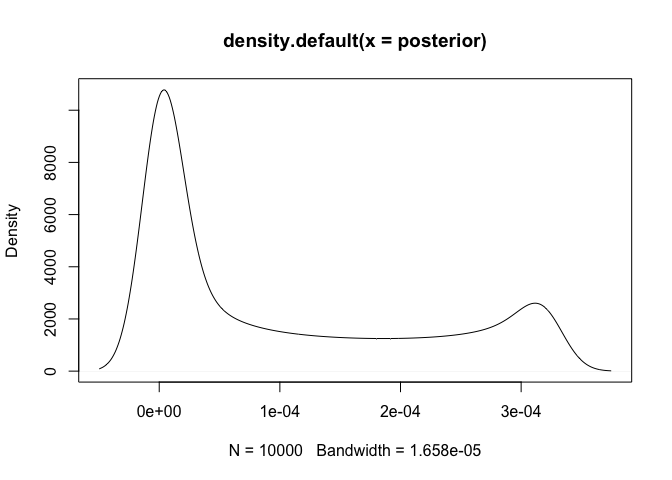 density.default(x = posterior)
Density
8000
6000
4000
2000
0
0e+00 1e-04 2e-04 3e-04
N = 10000 Bandwidth = 1.658e-05